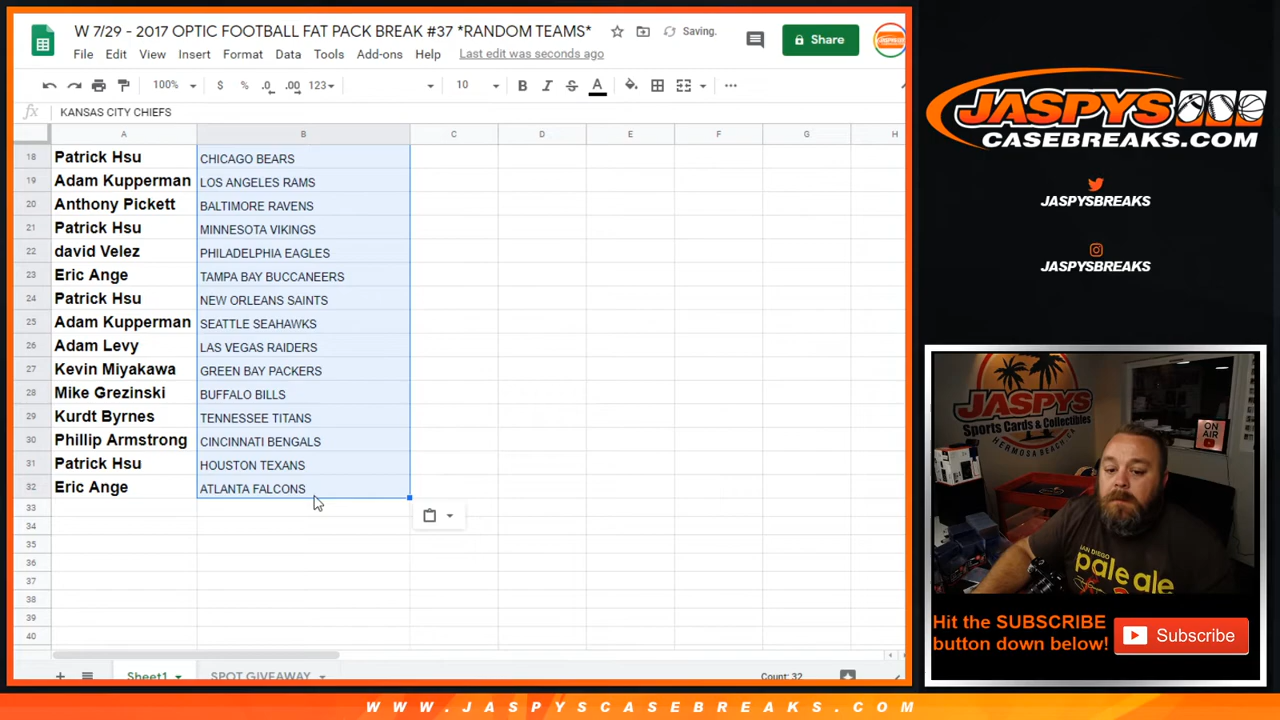 W 7/29 - 2017 OPTIC FOOTBALL FAT PACK BREAK #37 *RANDOM TEAMS*
Saving.
File Edit View Insert Format Data Tools Add-ons Help Last edit was seconds ago
Share
100% $ % .0 .00 123 10 B I S A
fx KANSAS CITY CHIEFS
A B C D E F G H
18 Patrick Hsu CHICAGO BEARS
19 Adam Kupperman LOS ANGELES RAMS
20 Anthony Pickett BALTIMORE RAVENS
21 Patrick Hsu MINNESOTA VIKINGS
22 david Velez PHILADELPHIA EAGLES
23 Eric Ange TAMPA BAY BUCCANEERS
24 Patrick Hsu NEW ORLEANS SAINTS
25 Adam Kupperman SEATTLE SEAHAWKS
26 Adam Levy LAS VEGAS RAIDERS
27 Kevin Miyakawa GREEN BAY PACKERS
28 Mike Grezinski BUFFALO BILLS
29 Kurdt Byrnes TENNESSEE TITANS
30 Phillip Armstrong CINCINNATI BENGALS
31 Patrick Hsu HOUSTON TEXANS
32 Eric Ange ATLANTA FALCONS
33
34
35
36
37
38
39
40
Sheet1 SPOT GIVEAWAY Count: 32
JASPYS
CASEBREAKS.COM
JASPYSBREAKS
JASPYSBREAKS
JASPYS
Sports Cards & Collectibles
HERMOSA BEACH, CA
ON AIR
SAN DIEGO
pale ale
Hit the SUBSCRIBE
button down below!
Subscribe
WWW.JASPYSCASEBREAKS.COM